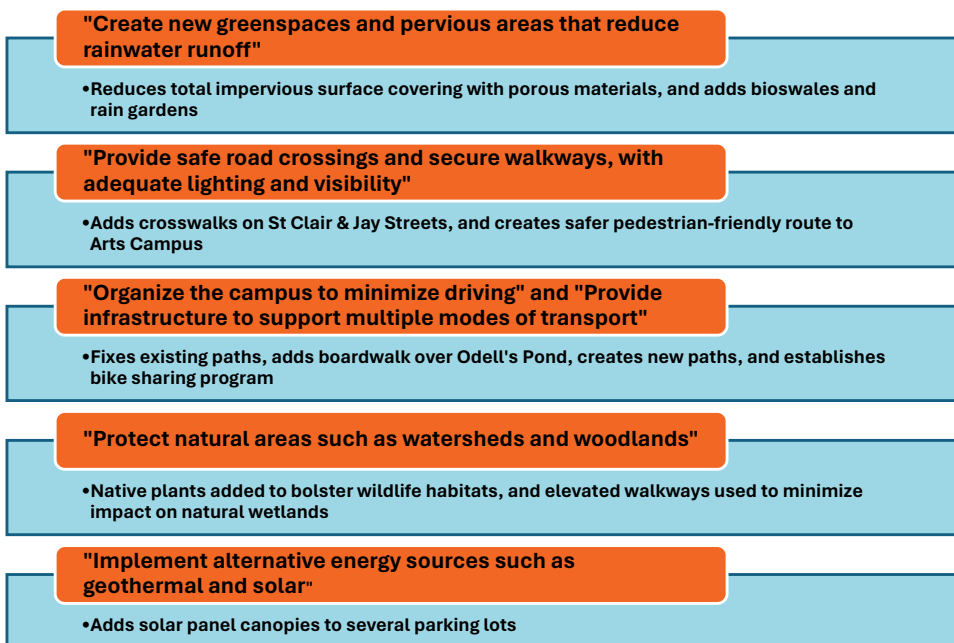 "Create new greenspaces and pervious areas that reduce
rainwater runoff"
•Reduces total impervious surface covering with porous materials, and adds bioswales and
rain gardens
"Provide safe road crossings and secure walkways, with
adequate lighting and visibility"
•Adds crosswalks on St Clair & Jay Streets, and creates safer pedestrian-friendly route to
Arts Campus
"Organize the campus to minimize driving" and "Provide
infrastructure to support multiple modes of transport"
•Fixes existing paths, adds boardwalk over Odell's Pond, creates new paths, and establishes
bike sharing program
"Protect natural areas such as watersheds and woodlands"
•Native plants added to bolster wildlife habitats, and elevated walkways used to minimize
impact on natural wetlands
"Implement alternative energy sources such as
geothermal and solar"
•Adds solar panel canopies to several parking lots